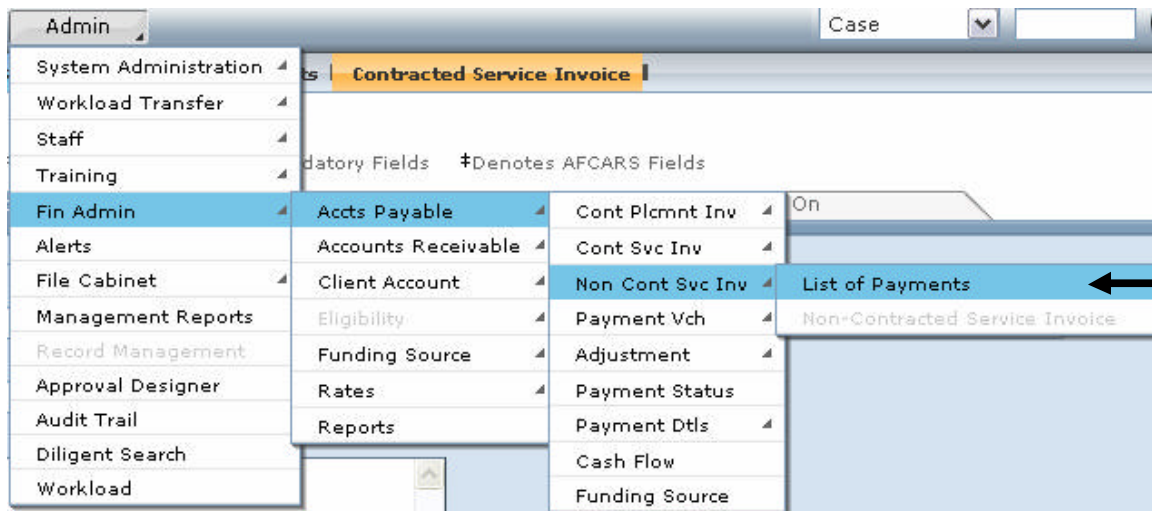 Admin
Case
System Administration
ts
Contracted Service Invoice
Workload Transfer
Staff
datory Fields ‡Denotes AFCARS Fields
Training
Fin Admin
Accts Payable
Cont Plcmnt Inv
On
Alerts
Accounts Receivable
Cont Svc Inv
File Cabinet
Client Account
Non Cont Svc Inv
List of Payments
Management Reports
Eligibility
Payment Vch
Non-Contracted Service Invoice
Record Management
Funding Source
Adjustment
Approval Designer
Rates
Payment Status
Audit Trail
Reports
Payment Dtls
Diligent Search
Cash Flow
Workload
Funding Source